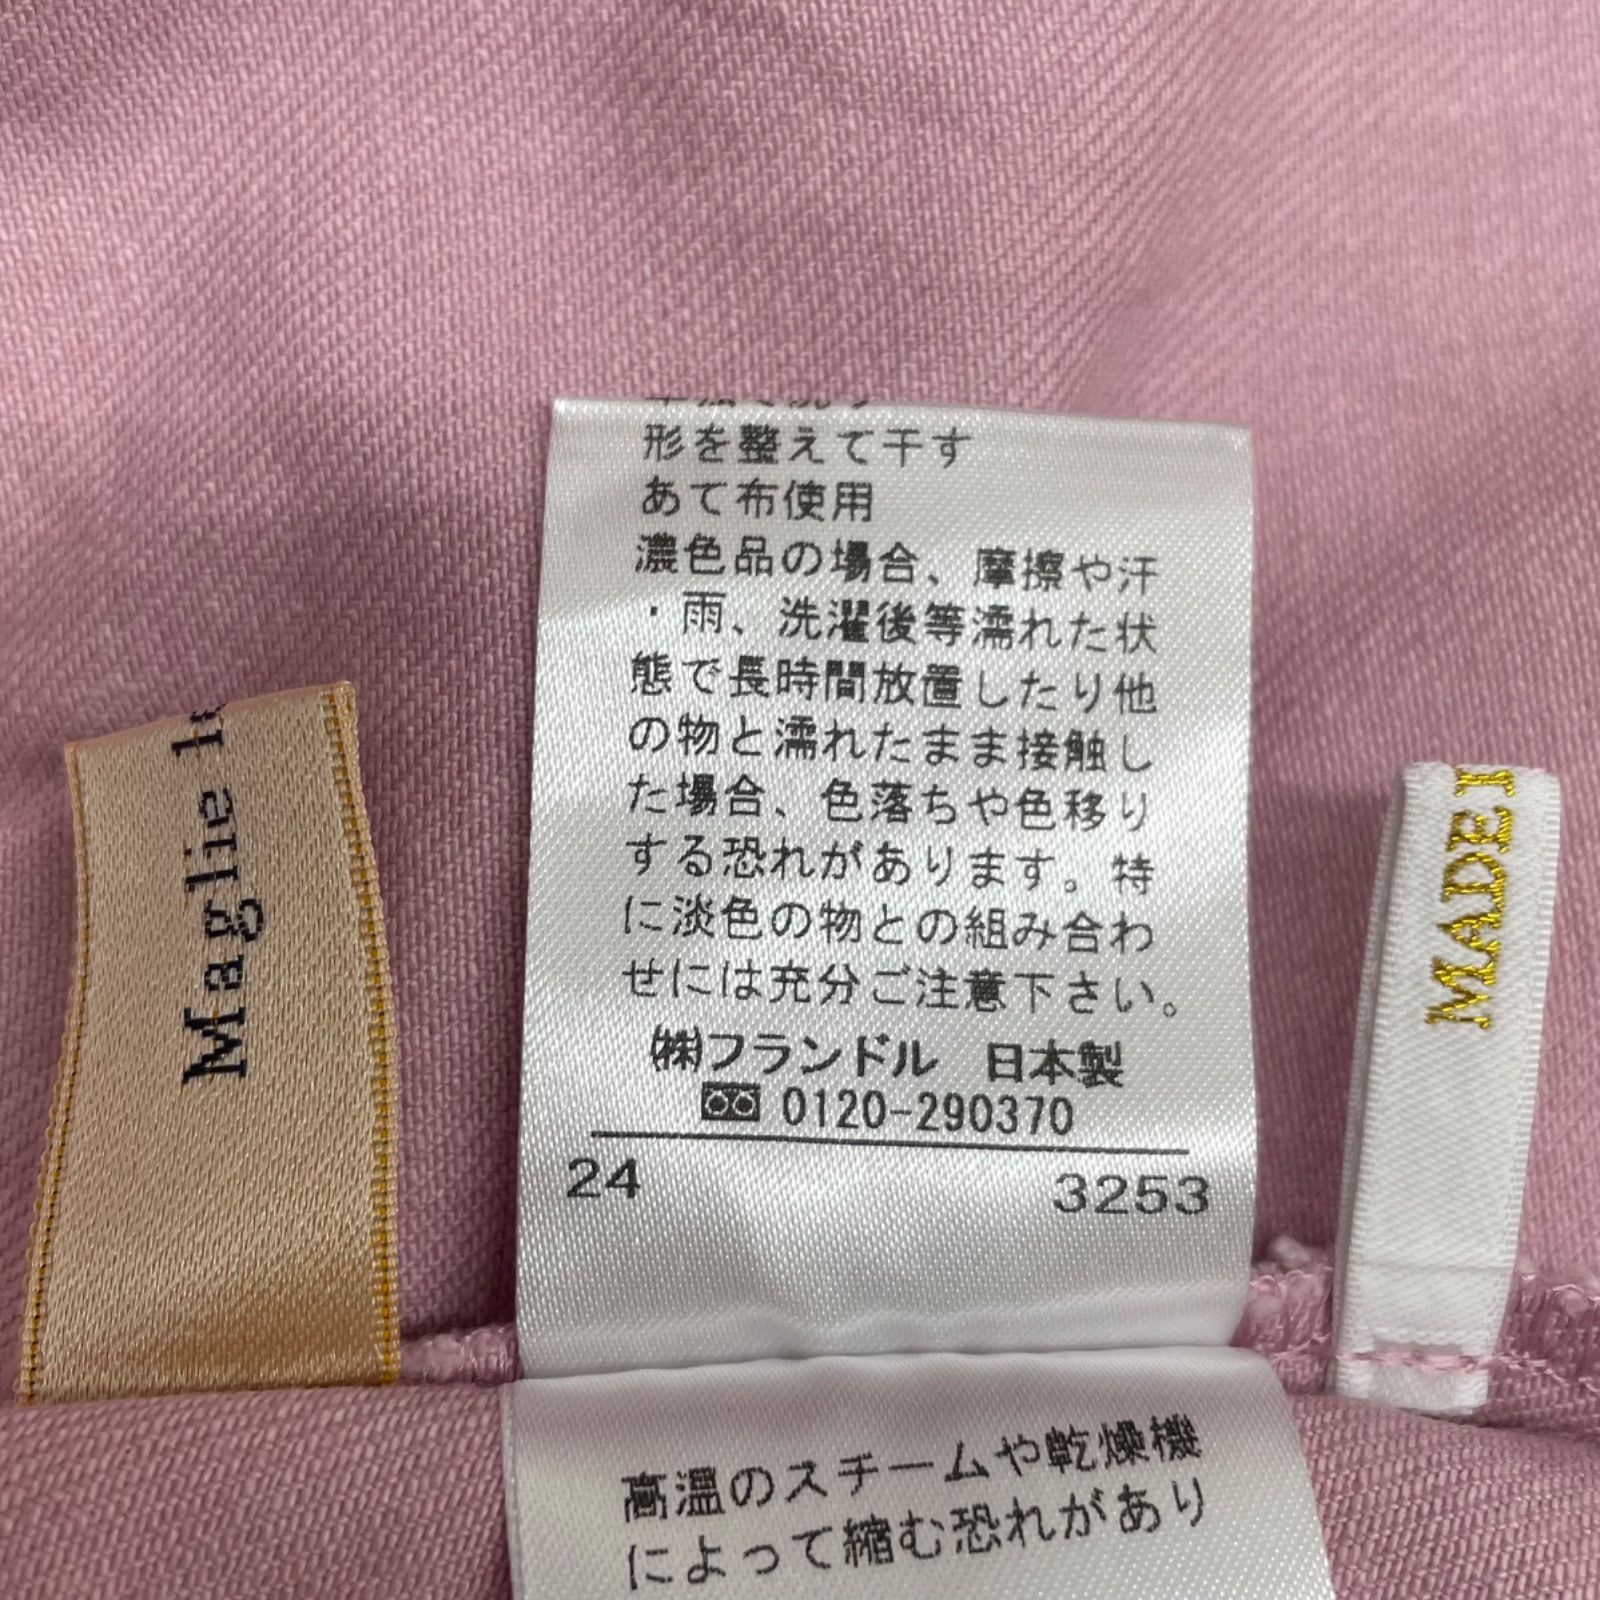 形を整えて干す
あて布使用
濃色品の場合、摩擦や汗
・雨、洗濯後等濡れた状
態で長時間放置したり他
の物と濡れたまま接触し
た場合、色落ちや色移り
する恐れがあります。特
に淡色の物との組み合わ
せには充分ご注意下さい。
㈱フランドル 日本製
0120-290370
24 3253
高温のスチームや乾燥機
によって縮む恐れがあり
Maglie
MADE